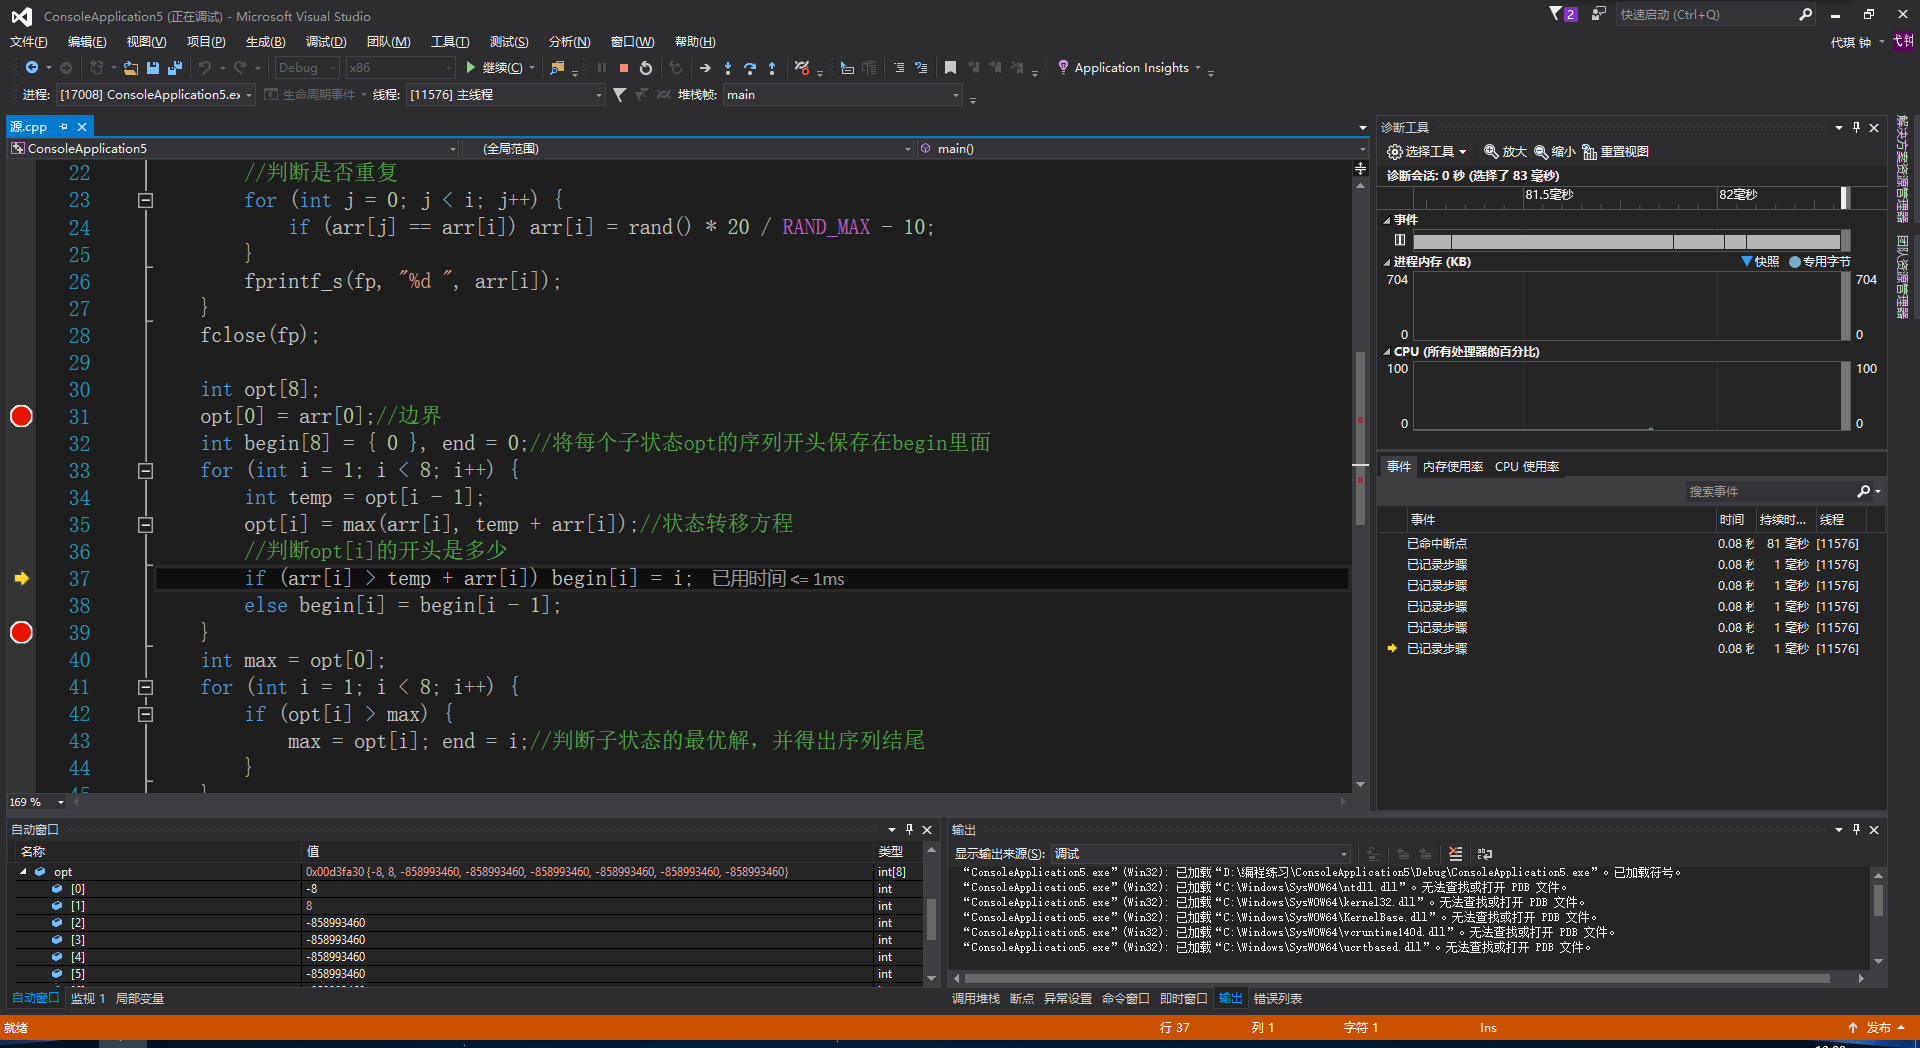 ConsoleApplication5 (正在调试) - Microsoft Visual Studio
2
快速启动 (Ctrl+Q)
文件(F) 编辑(E) 视图(V) 项目(P) 生成(B) 调试(D) 团队(M) 工具(T) 测试(S) 分析(N) 窗口(W) 帮助(H)
代琪 钟
代钟
Debug x86 继续(C) Application Insights
进程: [17008] ConsoleApplication5.ex 生命周期事件 线程: [11576] 主线程 堆栈帧: main
源.cpp
ConsoleApplication5 (全局范围) main()
22 //判断是否重复
23 for (int j = 0; j < i; j++) {
24 if (arr[j] == arr[i]) arr[i] = rand() * 20 / RAND_MAX - 10;
25 }
26 fprintf_s(fp, "%d ", arr[i]);
27 }
28 fclose(fp);
29
30 int opt[8];
31 opt[0] = arr[0];//边界
32 int begin[8] = { 0 }, end = 0;//将每个子状态opt的序列开头保存在begin里面
33 for (int i = 1; i < 8; i++) {
34 int temp = opt[i - 1];
35 opt[i] = max(arr[i], temp + arr[i]);//状态转移方程
36 //判断opt[i]的开头是多少
37 if (arr[i] > temp + arr[i]) begin[i] = i; 已用时间 <= 1ms
38 else begin[i] = begin[i - 1];
39 }
40 int max = opt[0];
41 for (int i = 1; i < 8; i++) {
42 if (opt[i] > max) {
43 max = opt[i]; end = i;//判断子状态的最优解，并得出序列结尾
44 }
45 }
169 %
诊断工具
选择工具 放大 缩小 重置视图
诊断会话: 0 秒 (选择了 83 毫秒)
81.5毫秒 82毫秒
事件
进程内存 (KB) 快照 专用字节
704 704
0 0
CPU (所有处理器的百分比)
100 100
0 0
事件 内存使用率 CPU 使用率
搜索事件
事件 时间 持续时... 线程
已命中断点 0.08 秒 81 毫秒 [11576]
已记录步骤 0.08 秒 1 毫秒 [11576]
已记录步骤 0.08 秒 1 毫秒 [11576]
已记录步骤 0.08 秒 1 毫秒 [11576]
已记录步骤 0.08 秒 1 毫秒 [11576]
已记录步骤 0.08 秒 1 毫秒 [11576]
解决方案资源管理器
团队资源管理器
自动窗口
名称 值 类型
opt 0x00d3fa30 {-8, 8, -858993460, -858993460, -858993460, -858993460, -858993460, -858993460} int[8]
[0] -8 int
[1] 8 int
[2] -858993460 int
[3] -858993460 int
[4] -858993460 int
[5] -858993460 int
自动窗口 监视 1 局部变量
输出
显示输出来源(S): 调试
“ConsoleApplication5.exe”(Win32): 已加载“D:\编程练习\ConsoleApplication5\Debug\ConsoleApplication5.exe”。已加载符号。
“ConsoleApplication5.exe”(Win32): 已加载“C:\Windows\SysWOW64\ntdll.dll”。无法查找或打开 PDB 文件。
“ConsoleApplication5.exe”(Win32): 已加载“C:\Windows\SysWOW64\kernel32.dll”。无法查找或打开 PDB 文件。
“ConsoleApplication5.exe”(Win32): 已加载“C:\Windows\SysWOW64\KernelBase.dll”。无法查找或打开 PDB 文件。
“ConsoleApplication5.exe”(Win32): 已加载“C:\Windows\SysWOW64\vcruntime140d.dll”。无法查找或打开 PDB 文件。
“ConsoleApplication5.exe”(Win32): 已加载“C:\Windows\SysWOW64\ucrtbased.dll”。无法查找或打开 PDB 文件。
调用堆栈 断点 异常设置 命令窗口 即时窗口 输出 错误列表
就绪 行 37 列 1 字符 1 Ins 发布